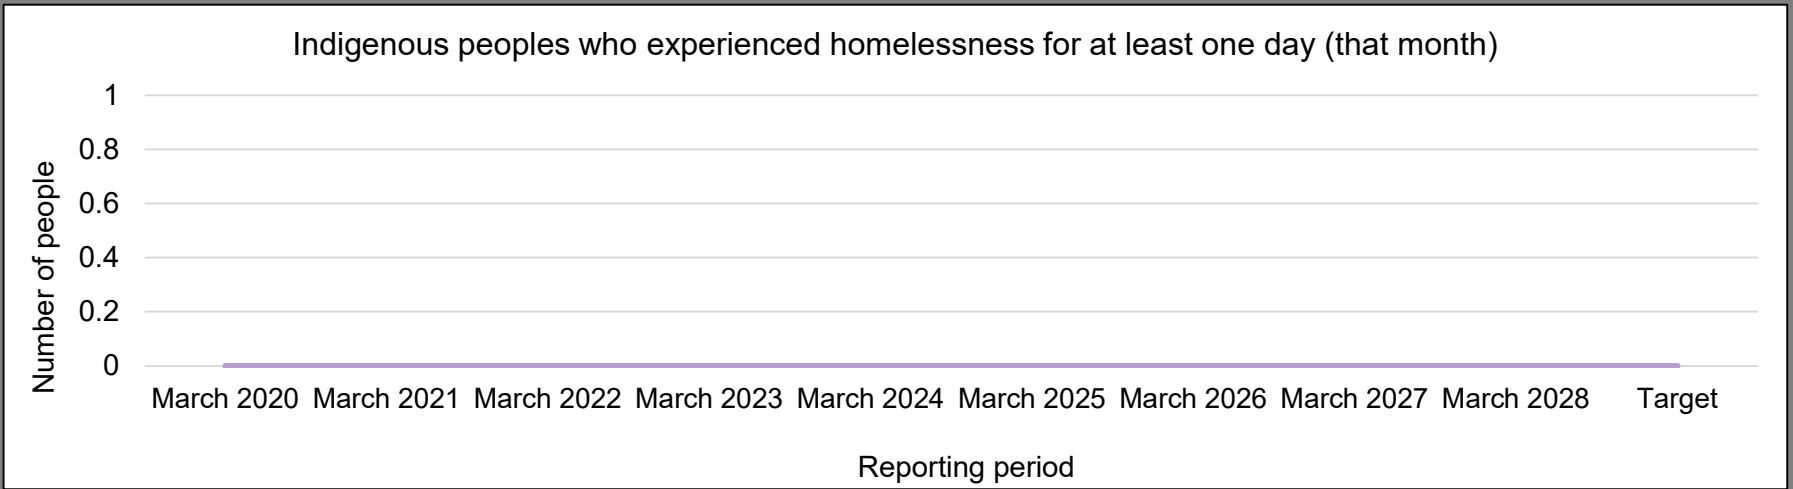 Indigenous peoples who experienced homelessness for at least one day (that month)
Number of people
1
0.8
0.6
0.4
0.2
0
March 2020 March 2021 March 2022 March 2023 March 2024 March 2025 March 2026 March 2027 March 2028 Target
Reporting period